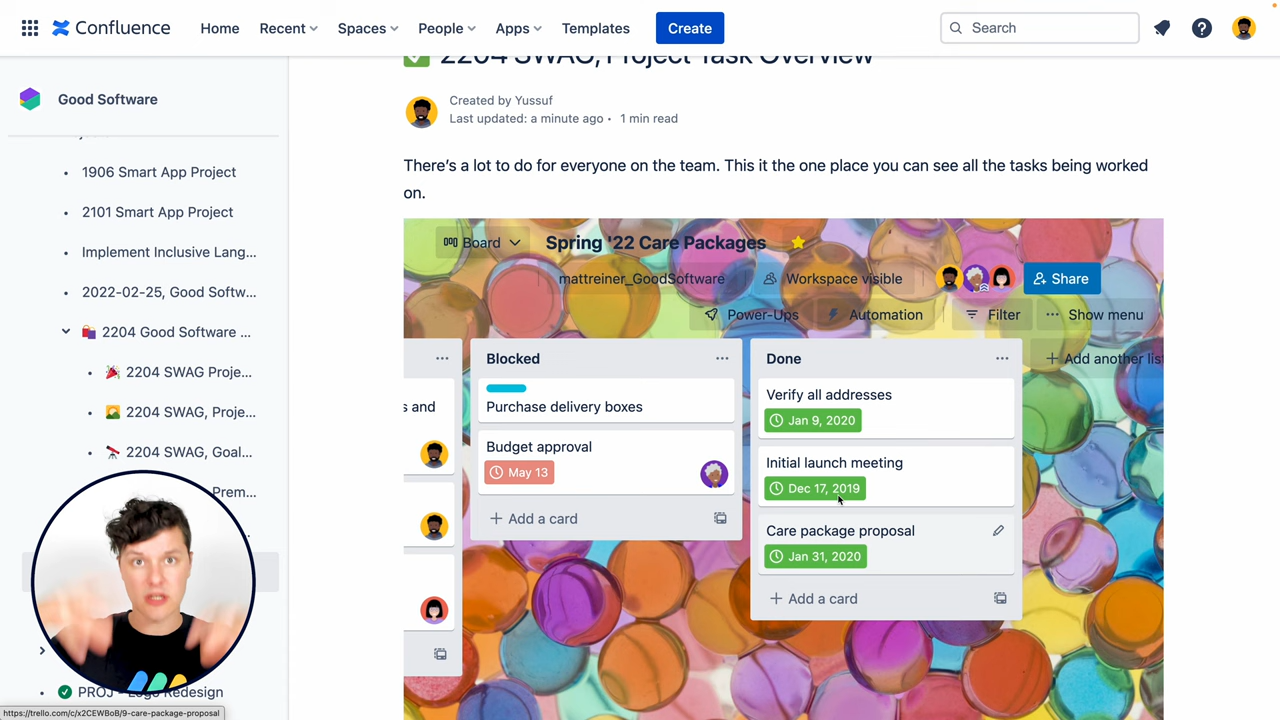 Confluence
Home
Recent
Spaces
People
Apps
Templates
Create
Search
Good Software
1906 Smart App Project
2101 Smart App Project
Implement Inclusive Lang...
2022-02-25, Good Softw...
2204 Good Software ...
2204 SWAG Proje...
2204 SWAG, Proje...
2204 SWAG, Goal...
Prem...
PROJ - Logo Redesign
https://trello.com/c/x2CEWBoB/9-care-package-proposal
2204 SWAG, Project Task Overview
Created by Yussuf
Last updated: a minute ago • 1 min read
There's a lot to do for everyone on the team. This it the one place you can see all the tasks being worked
on.
Board
Spring '22 Care Packages
mattreiner_GoodSoftware
Workspace visible
Share
Power-Ups
Automation
Filter
Show menu
s and
Blocked
Purchase delivery boxes
Budget approval
May 13
+ Add a card
Done
Verify all addresses
Jan 9, 2020
Initial launch meeting
Dec 17, 2019
Care package proposal
Jan 31, 2020
+ Add a card
+ Add another list